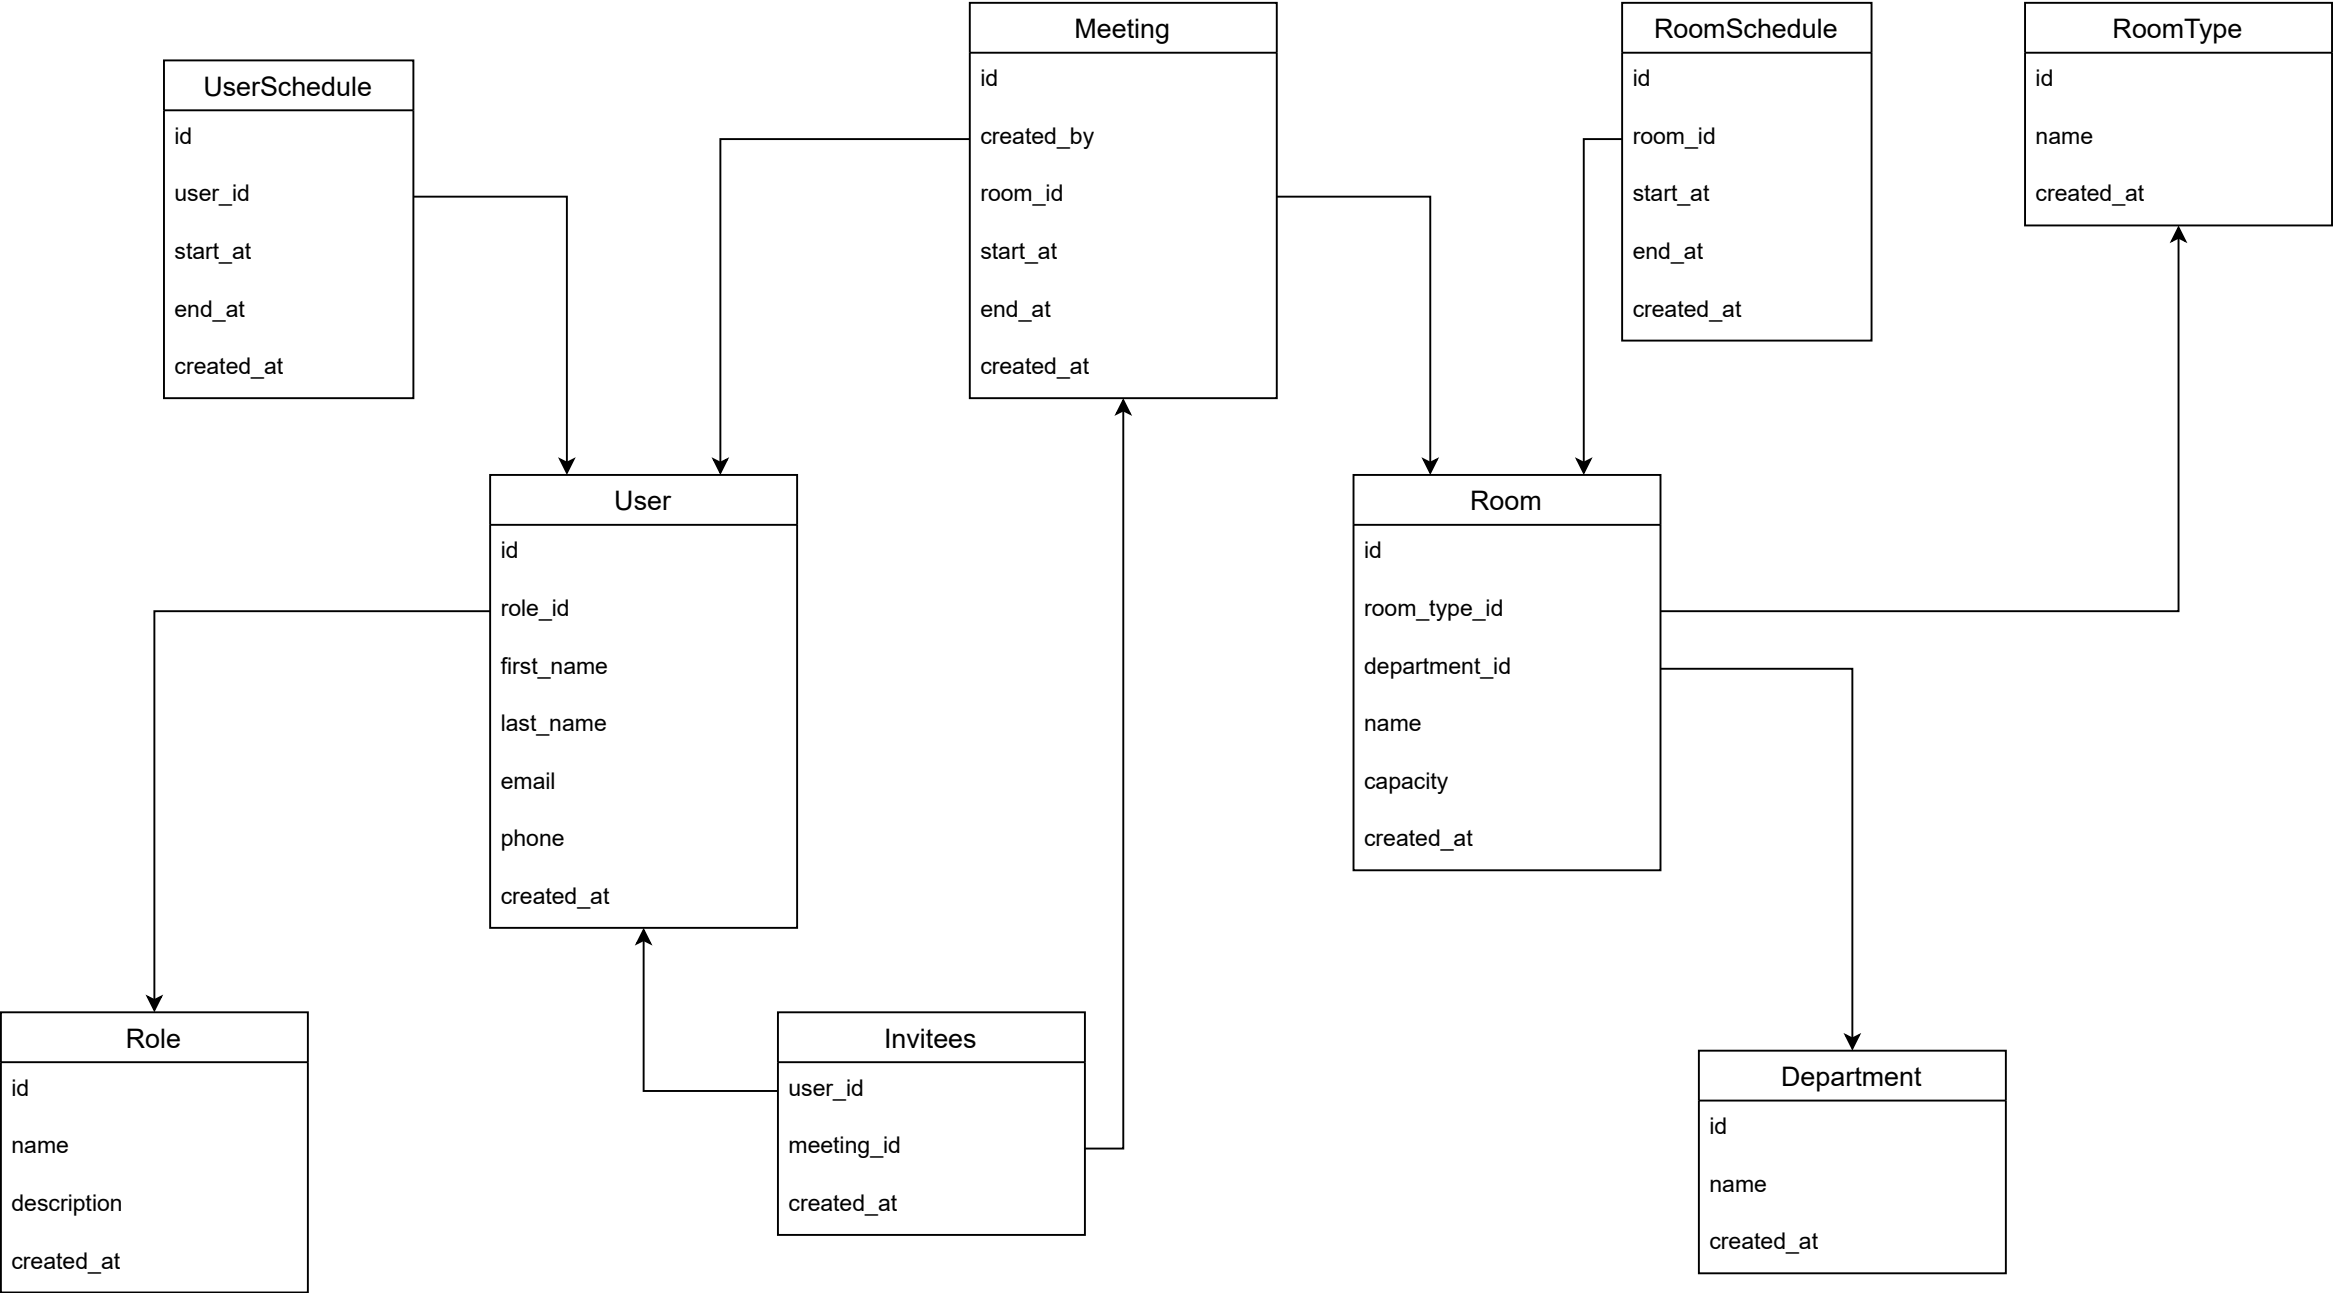 UserSchedule
id
user_id
start_at
end_at
created_at
Meeting
id
created_by
room_id
start_at
end_at
created_at
RoomSchedule
id
room_id
start_at
end_at
created_at
RoomType
id
name
created_at
User
id
role_id
first_name
last_name
email
phone
created_at
Room
id
room_type_id
department_id
name
capacity
created_at
Role
id
name
description
created_at
Invitees
user_id
meeting_id
created_at
Department
id
name
created_at